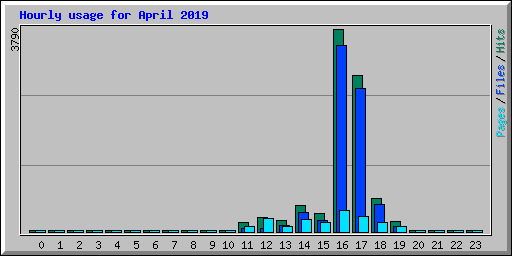 Hourly usage for April 2019
3790
Pages/Files/Hits
0 1 2 3 4 5 6 7 8 9 10 11 12 13 14 15 16 17 18 19 20 21 22 23